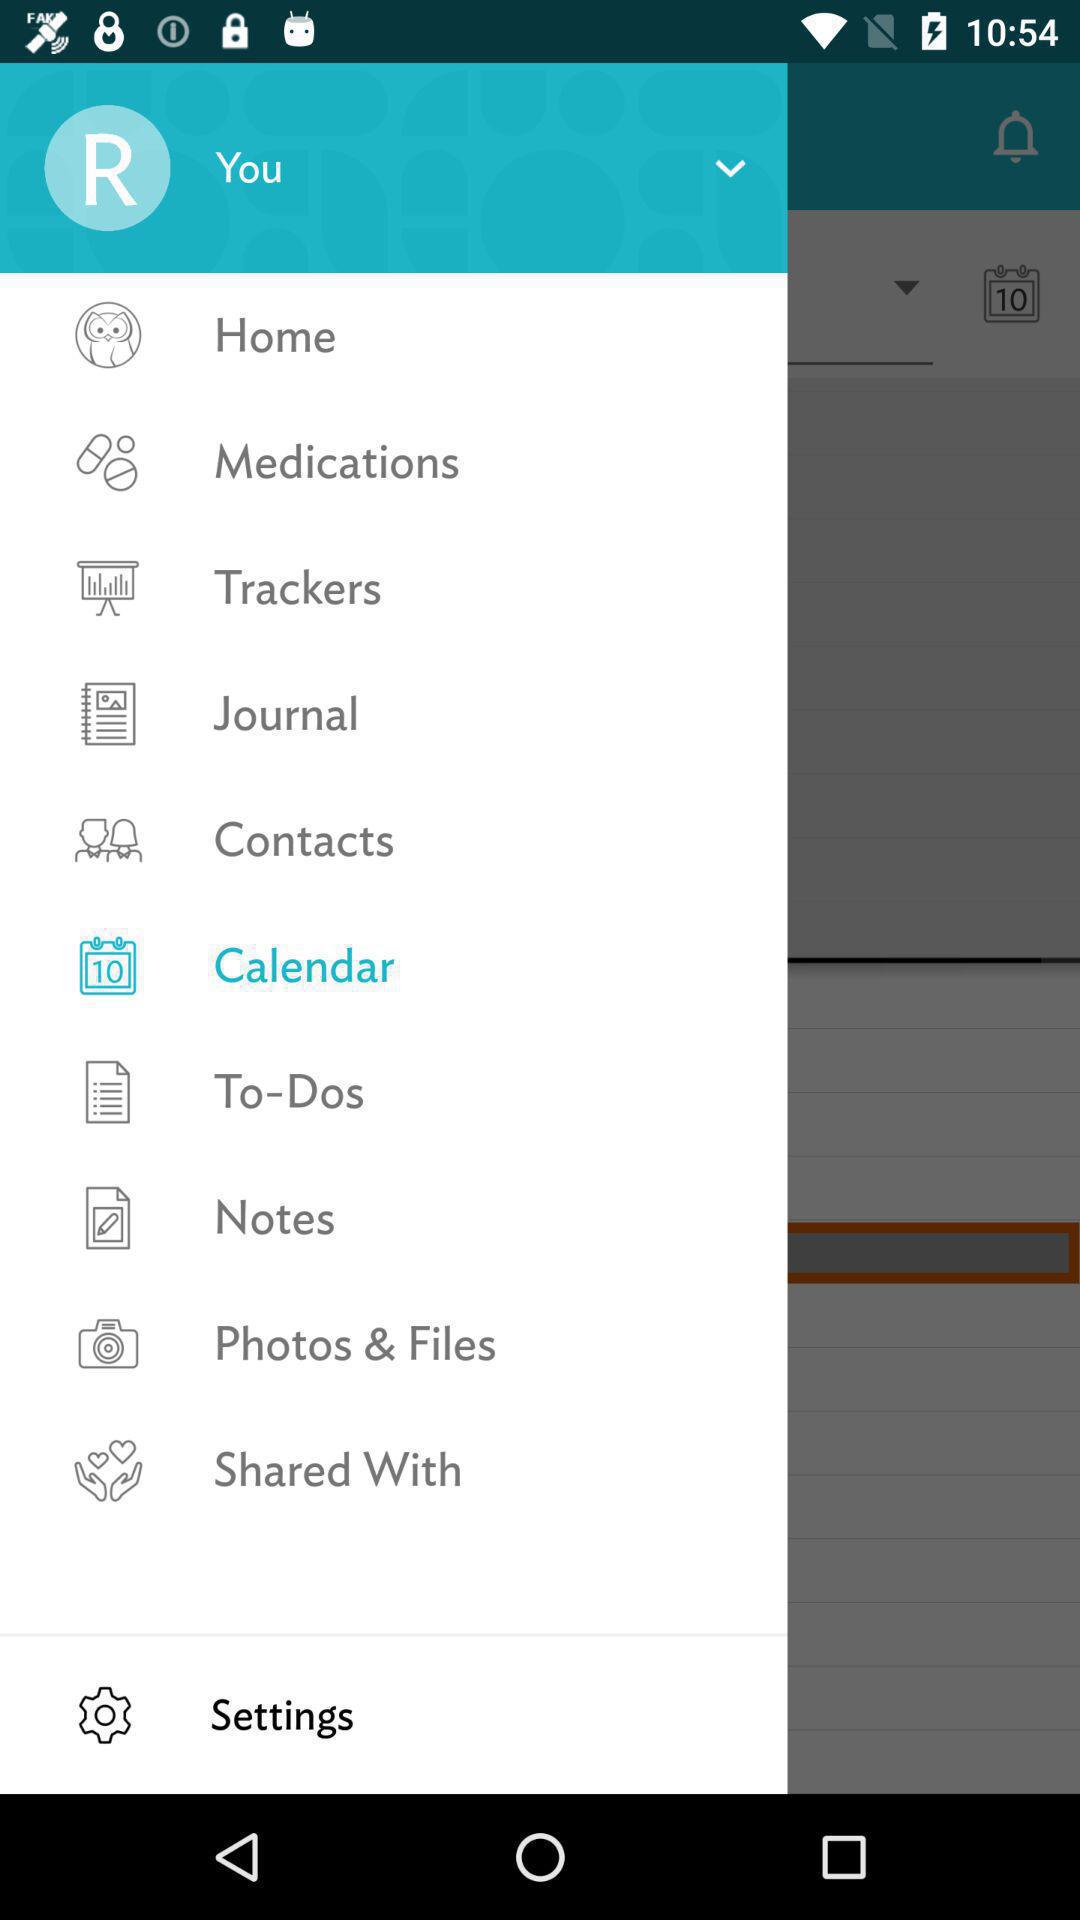 FAKE
10:54
R
You
10
Home
Medications
Trackers
Journal
Contacts
10
Calendar
To-Dos
Notes
Photos & Files
Shared With
Settings